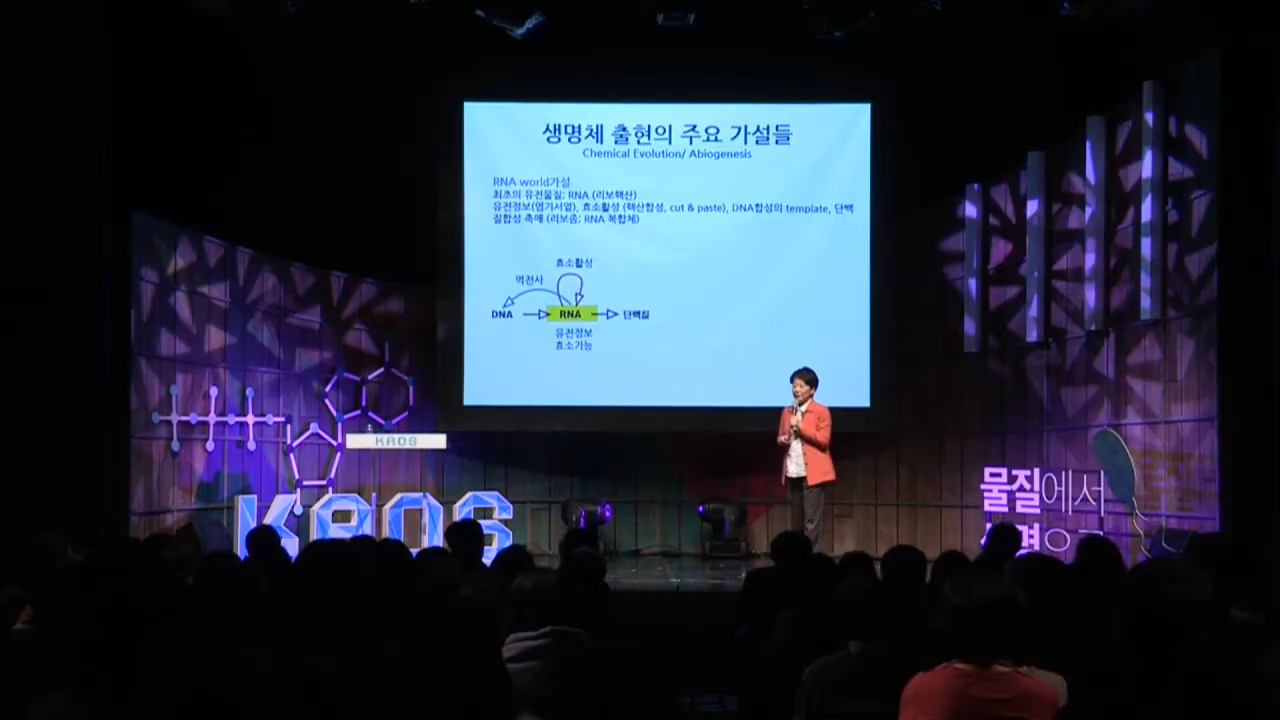 생명체 출현의 주요 가설들
Chemical Evolution/ Abiogenesis
RNA world가설
최초의 유전물질: RNA (리보핵산)
유전정보(염기서열), 효소활성 (핵산합성, cut & paste), DNA합성의 template, 단백
질합성 촉매 (리보좀: RNA 복합체)
효소활성
역전사
DNA
RNA
단백질
유전정보
효소기능
KAOS
KAOS
물질에서